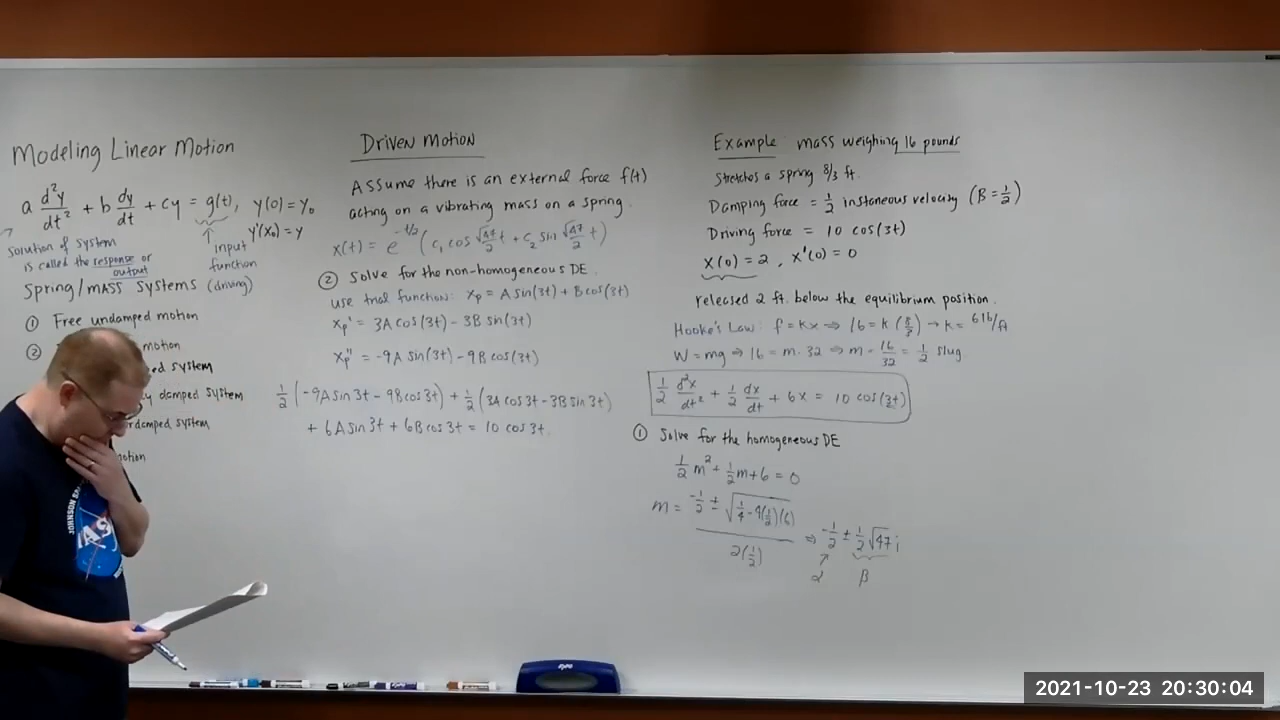 Modeling Linear Motion
a d²y/dt² + b dy/dt + cy = g(t), y(0) = y₀
y'(x₀) = y
Solution of system
is called the response or
output
input
function
(driving)
Spring/mass Systems
① Free undamped motion
② motion
ed system
y damped system
rdamped system
otion
Driven Motion
Assume there is an external force f(t)
acting on a vibrating mass on a spring.
x(t) = e^(-t/2) (c₁ cos √47/2 t + c₂ sin √47/2 t)
② Solve for the non-homogeneous DE.
use trial function: xₚ = A sin(3t) + B cos(3t)
xₚ' = 3A cos(3t) - 3B sin(3t)
xₚ'' = -9A sin(3t) - 9B cos(3t)
1/2 (-9A sin 3t - 9B cos 3t) + 1/2 (3A cos 3t - 3B sin 3t)
+ 6A sin 3t + 6B cos 3t = 10 cos 3t.
Example: mass weighing 16 pounds
Stretches a spring 8/3 ft.
Damping force = 1/2 instaneous velocity (B = 1/2)
Driving force = 10 cos(3t)
x(0) = 2, x'(0) = 0
released 2 ft. below the equilibrium position.
Hooke's Law: f = kx ⇒ 16 = k (8/3) → k = 6 lb/ft
W = mg ⇒ 16 = m · 32 ⇒ m = 16/32 = 1/2 slug
1/2 d²x/dt² + 1/2 dx/dt + 6x = 10 cos(3t)
① Solve for the homogeneous DE
1/2 m² + 1/2 m + 6 = 0
m = (-1/2 ± √(1/4 - 4(1/2)(6))) / 2(1/2) ⇒ -1/2 ± 1/2 √47 i
α β
JOHNSON
expo
2021-10-23 20:30:04